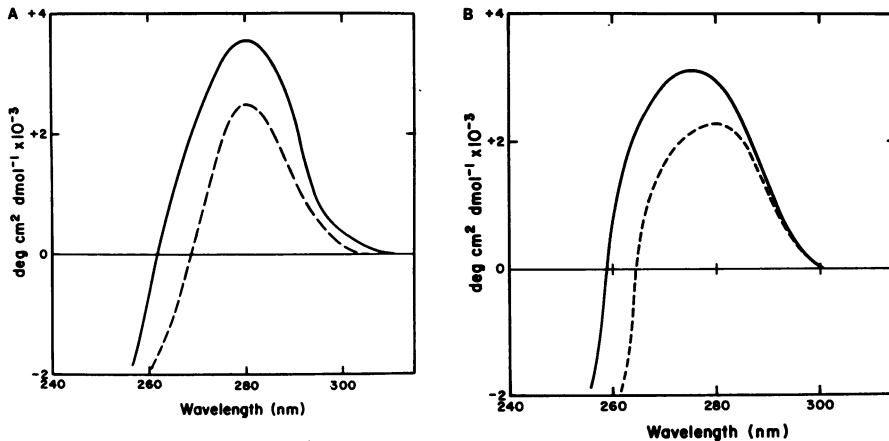 A
+4
+2
0
-2
240
260
280
300
deg cm² dmol⁻¹ x10⁻³
Wavelength (nm)
B
+4
+2
0
-2
240
260
280
300
deg cm² dmol⁻¹ x10⁻³
Wavelength (nm)